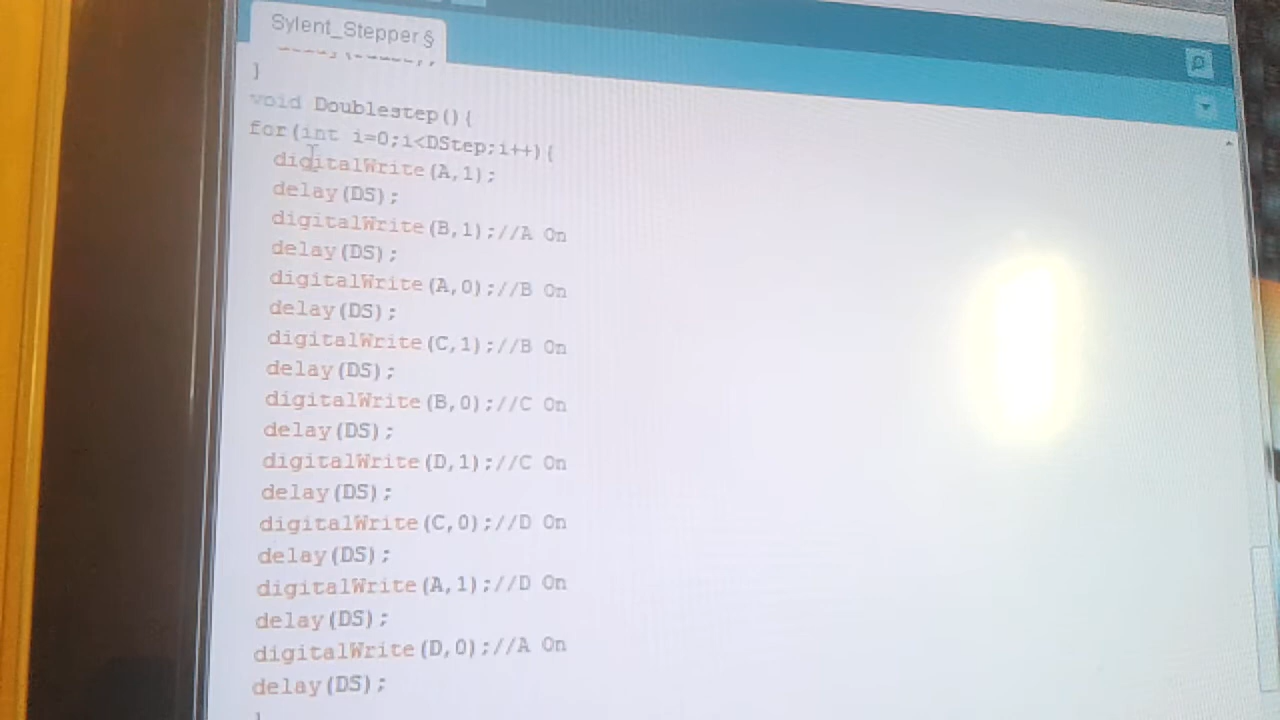 Sylent_Stepper §
}
void Doublestep(){
for(int i=0;i<DStep;i++){
digitalWrite(A,1);
delay(DS);
digitalWrite(B,1);//A On
delay(DS);
digitalWrite(A,0);//B On
delay(DS);
digitalWrite(C,1);//B On
delay(DS);
digitalWrite(B,0);//C On
delay(DS);
digitalWrite(D,1);//C On
delay(DS);
digitalWrite(C,0);//D On
delay(DS);
digitalWrite(A,1);//D On
delay(DS);
digitalWrite(D,0);//A On
delay(DS);